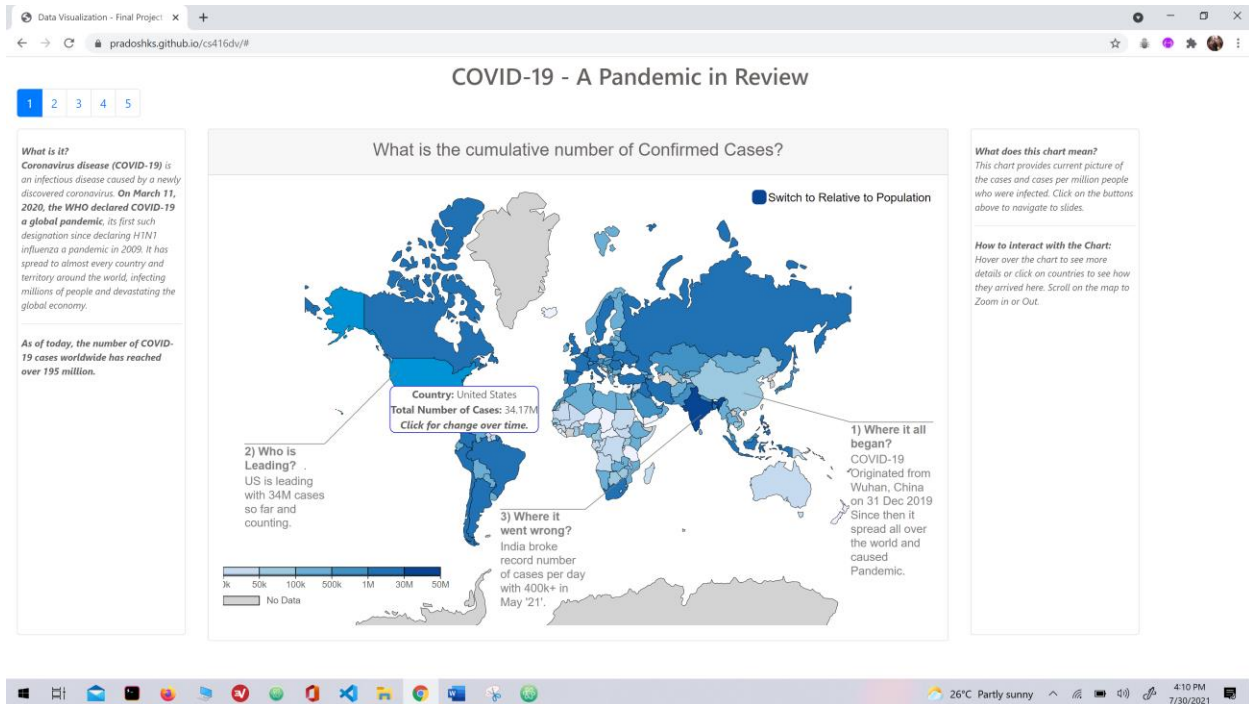 Data Visualization - Final Project
pradoshks.github.io/cs416dv/#
COVID-19 - A Pandemic in Review
1 2 3 4 5
What is it?
Coronavirus disease (COVID-19) is
an infectious disease caused by a newly
discovered coronavirus. On March 11,
2020, the WHO declared COVID-19
a global pandemic, its first such
designation since declaring H1N1
influenza a pandemic in 2009. It has
spread to almost every country and
territory around the world, infecting
millions of people and devastating the
global economy.
As of today, the number of COVID-
19 cases worldwide has reached
over 195 million.
What is the cumulative number of Confirmed Cases?
Switch to Relative to Population
Country: United States
Total Number of Cases: 34.17M
Click for change over time.
2) Who is
Leading?
US is leading
with 34M cases
so far and
counting.
3) Where it
went wrong?
India broke
record number
of cases per day
with 400k+ in
May '21'.
1) Where it all
began?
COVID-19
Originated from
Wuhan, China
on 31 Dec 2019
Since then it
spread all over
the world and
caused
Pandemic.
50k 100k 500k 1M 30M 50M
No Data
What does this chart mean?
This chart provides current picture of
the cases and cases per million people
who were infected. Click on the buttons
above to navigate to slides.
How to interact with the Chart:
Hover over the chart to see more
details or click on countries to see how
they arrived here. Scroll on the map to
Zoom in or Out.
26°C Partly sunny
4:10 PM
7/30/2021